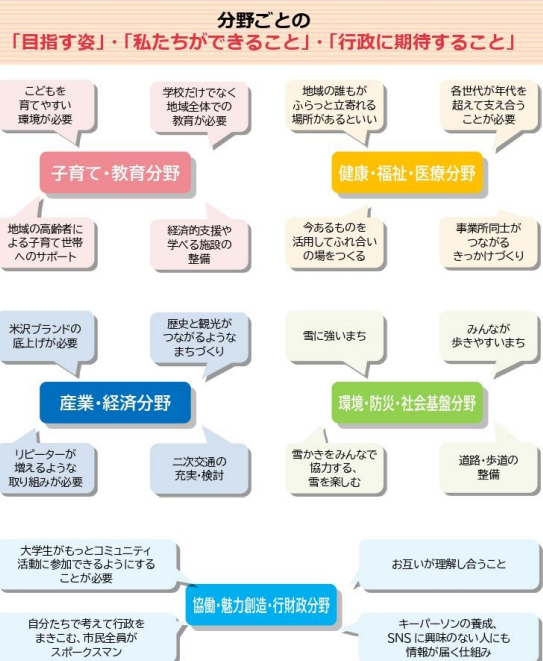 分野ごとの
「目指す姿」・「私たちができること」・「行政に期待すること」
こどもを
育てやすい
環境が必要
学校だけでなく
地域全体での
教育が必要
子育て・教育分野
地域の高齢者に
よる子育て世帯
へのサポート
経済的支援や
学べる施設の
整備
地域の誰もが
ふらっと立寄れる
場所があるといい
各世代が年代を
超えて支え合う
ことが必要
健康・福祉・医療分野
今あるものを
活用してふれ合い
の場をつくる
事業所同士が
つながる
きっかけづくり
米沢ブランドの
底上げが必要
歴史と観光が
つながるような
まちづくり
産業・経済分野
リピーターが
増えるような
取り組みが必要
二次交通の
充実・検討
雪に強いまち
みんなが
歩きやすいまち
環境・防災・社会基盤分野
雪かきをみんなで
協力する、
雪を楽しむ
道路・歩道の
整備
大学生がもっとコミュニティ
活動に参加できるようにする
ことが必要
お互いが理解し合うこと
協働・魅力創造・行財政分野
自分たちで考えて行政を
まきこむ、市民全員が
スポークスマン
キーパーソンの養成、
SNSに興味のない人にも
情報が届く仕組み